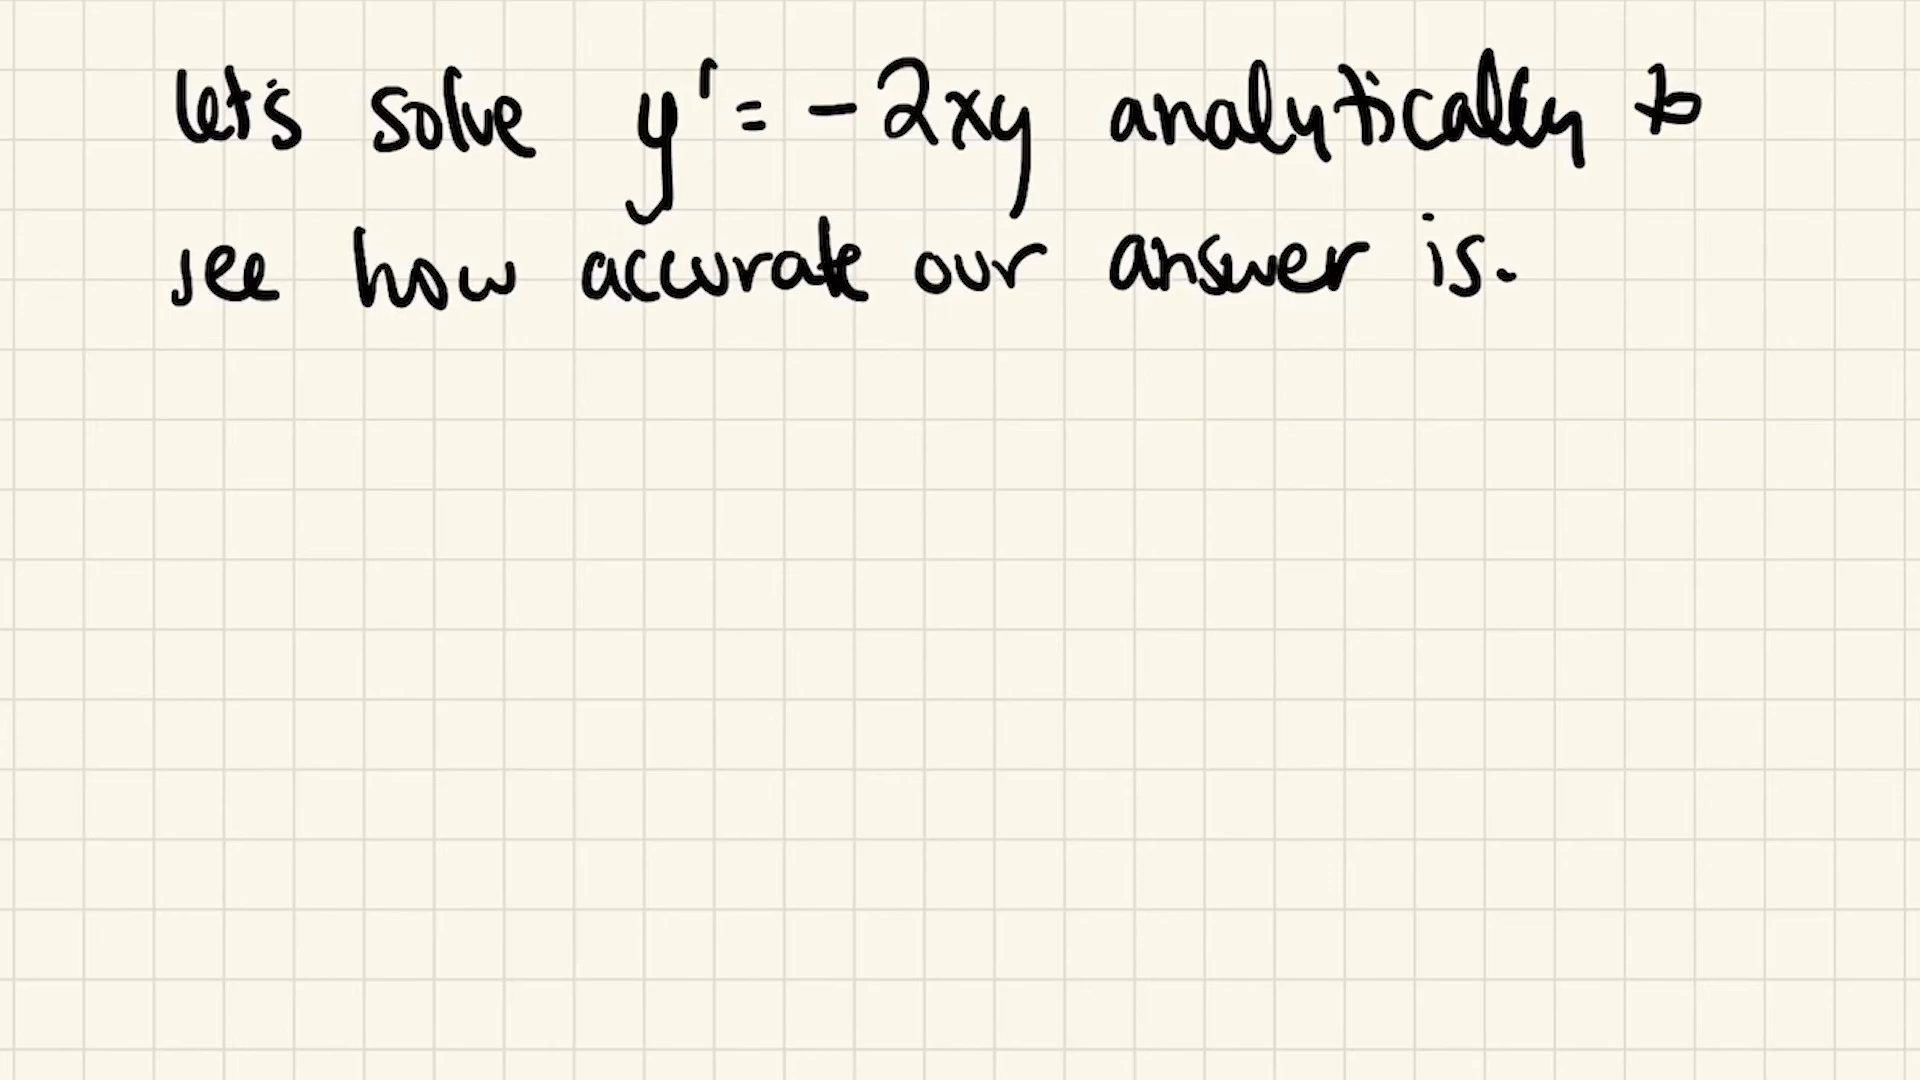 let's solve y' = -2xy analytically to
see how accurate our answer is.